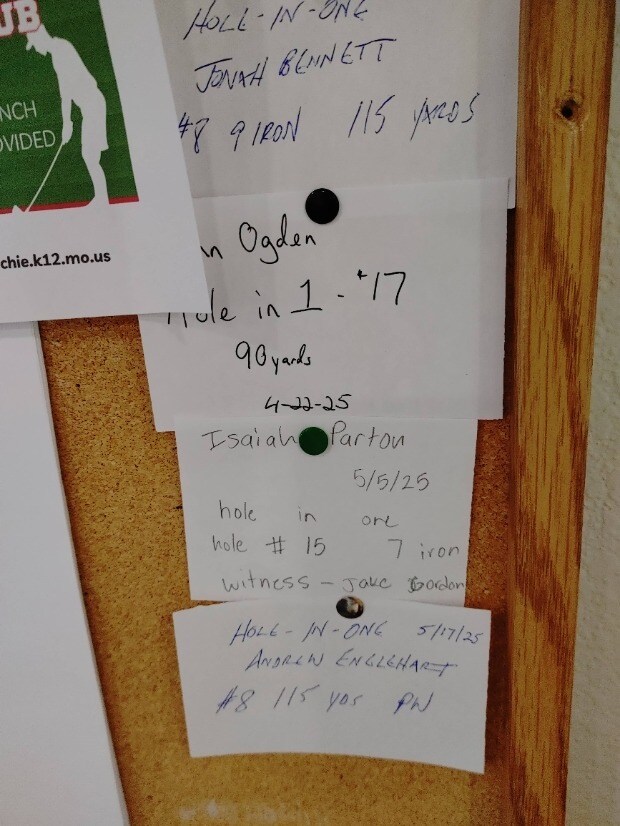 UB
NCH
VIDED
chie.k12.mo.us
HOLE-IN-ONE
JONAH BENNETT
#8 9 IRON 115 YARDS
n Ogden
Hole in 1 - #17
90 yards
4-22-25
Isaiah Parton
5/5/25
hole in one
hole # 15 7 iron
witness - Jake Gordon
HOLE-IN-ONE 5/17/25
ANDREW ENGLEHART
#8 115 YDS PW